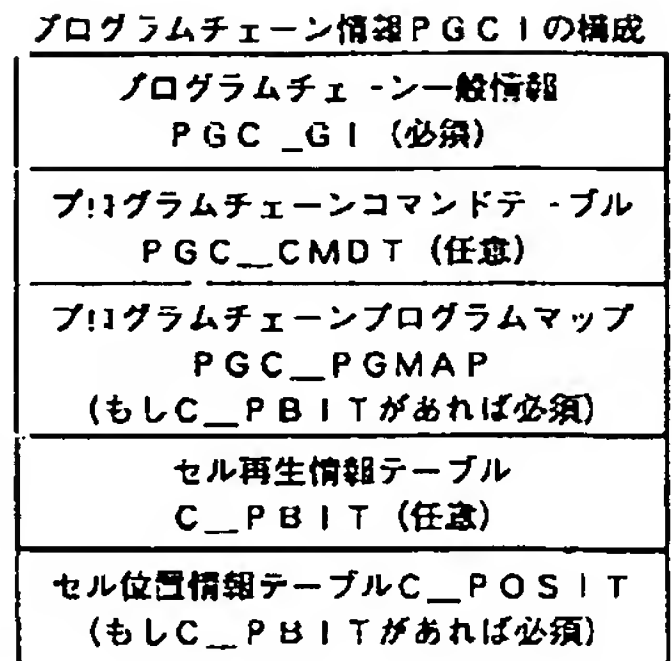 プログラムチェーン情報PGCIの構成
プログラムチェーン一般情報
PGC_GI (必須)
プログラムチェーンコマンドテーブル
PGC__CMDT (任意)
プログラムチェーンプログラムマップ
PGC__PGMAP
(もしC__PBITがあれば必須)
セル再生情報テーブル
C__PBIT (任意)
セル位置情報テーブルC__POSIT
(もしC__PBITがあれば必須)